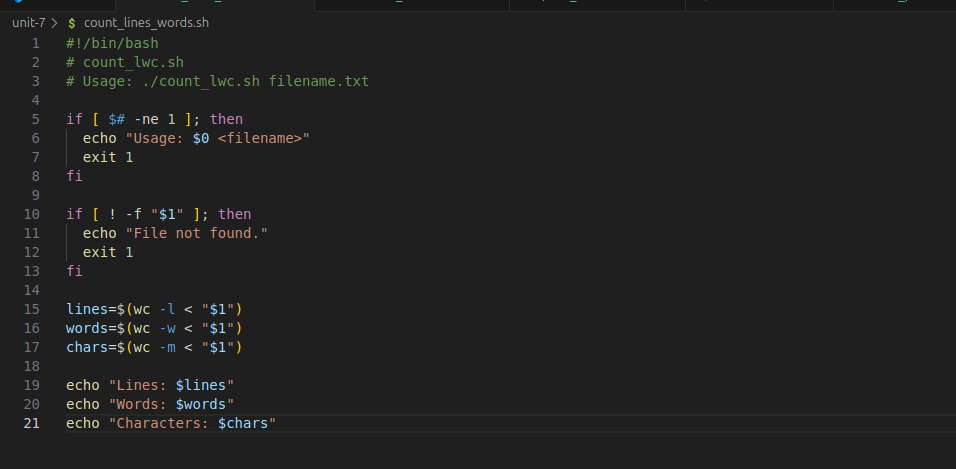 unit-7 > $ count_lines_words.sh
1 #!/bin/bash
2 # count_lwc.sh
3 # Usage: ./count_lwc.sh filename.txt
4
5 if [ $# -ne 1 ]; then
6   echo "Usage: $0 <filename>"
7   exit 1
8 fi
9
10 if [ ! -f "$1" ]; then
11   echo "File not found."
12   exit 1
13 fi
14
15 lines=$(wc -l < "$1")
16 words=$(wc -w < "$1")
17 chars=$(wc -m < "$1")
18
19 echo "Lines: $lines"
20 echo "Words: $words"
21 echo "Characters: $chars"